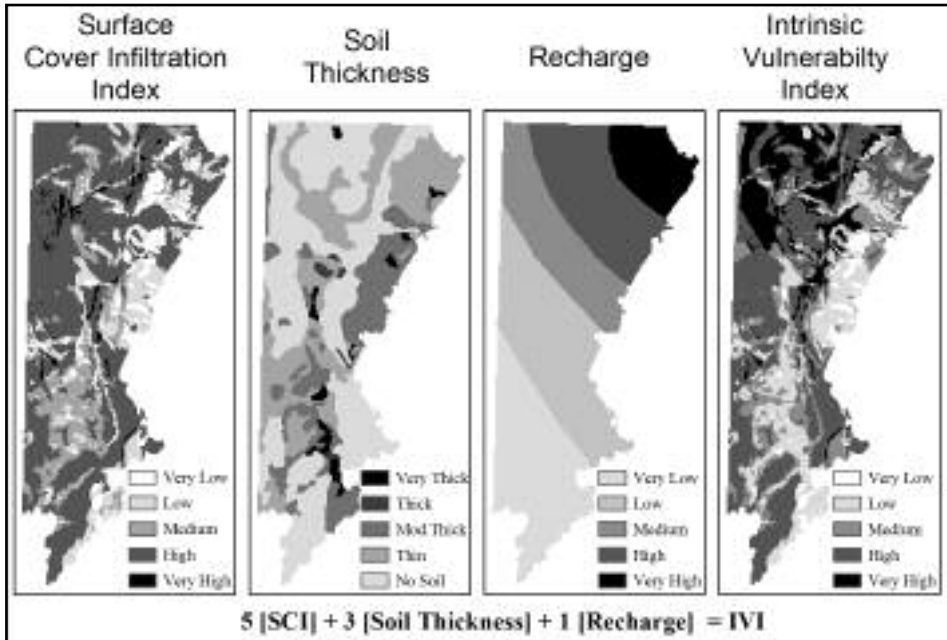 Surface
Cover Infiltration
Index
Soil
Thickness
Recharge
Intrinsic
Vulnerabilty
Index
Very Low
Low
Medium
High
Very High
Very Thick
Thick
Mod Thick
Thin
No Soil
Very Low
Low
Medium
High
Very High
Very Low
Low
Medium
High
Very High
5 [SCI] + 3 [Soil Thickness] + 1 [Recharge] = IVI